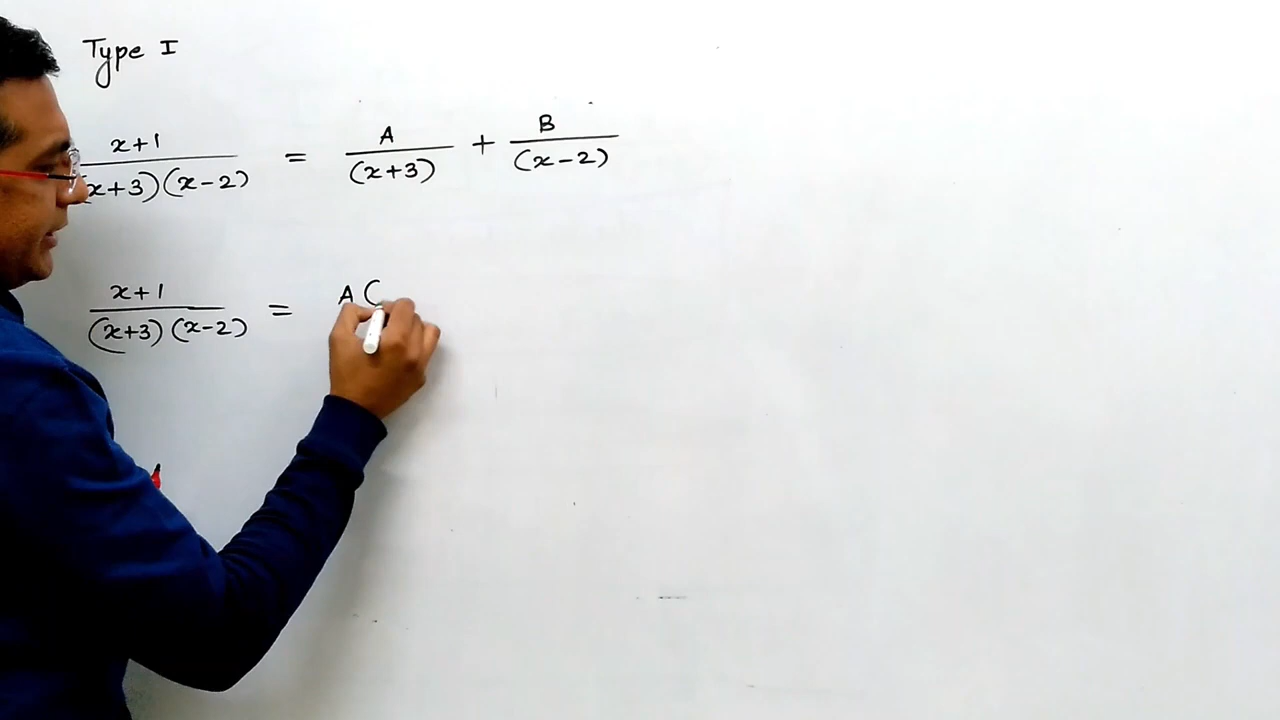 Type I
x+1 A B
= +
(x+3)(x-2) (x+3) (x-2)
x+1 = A(
(x+3)(x-2)